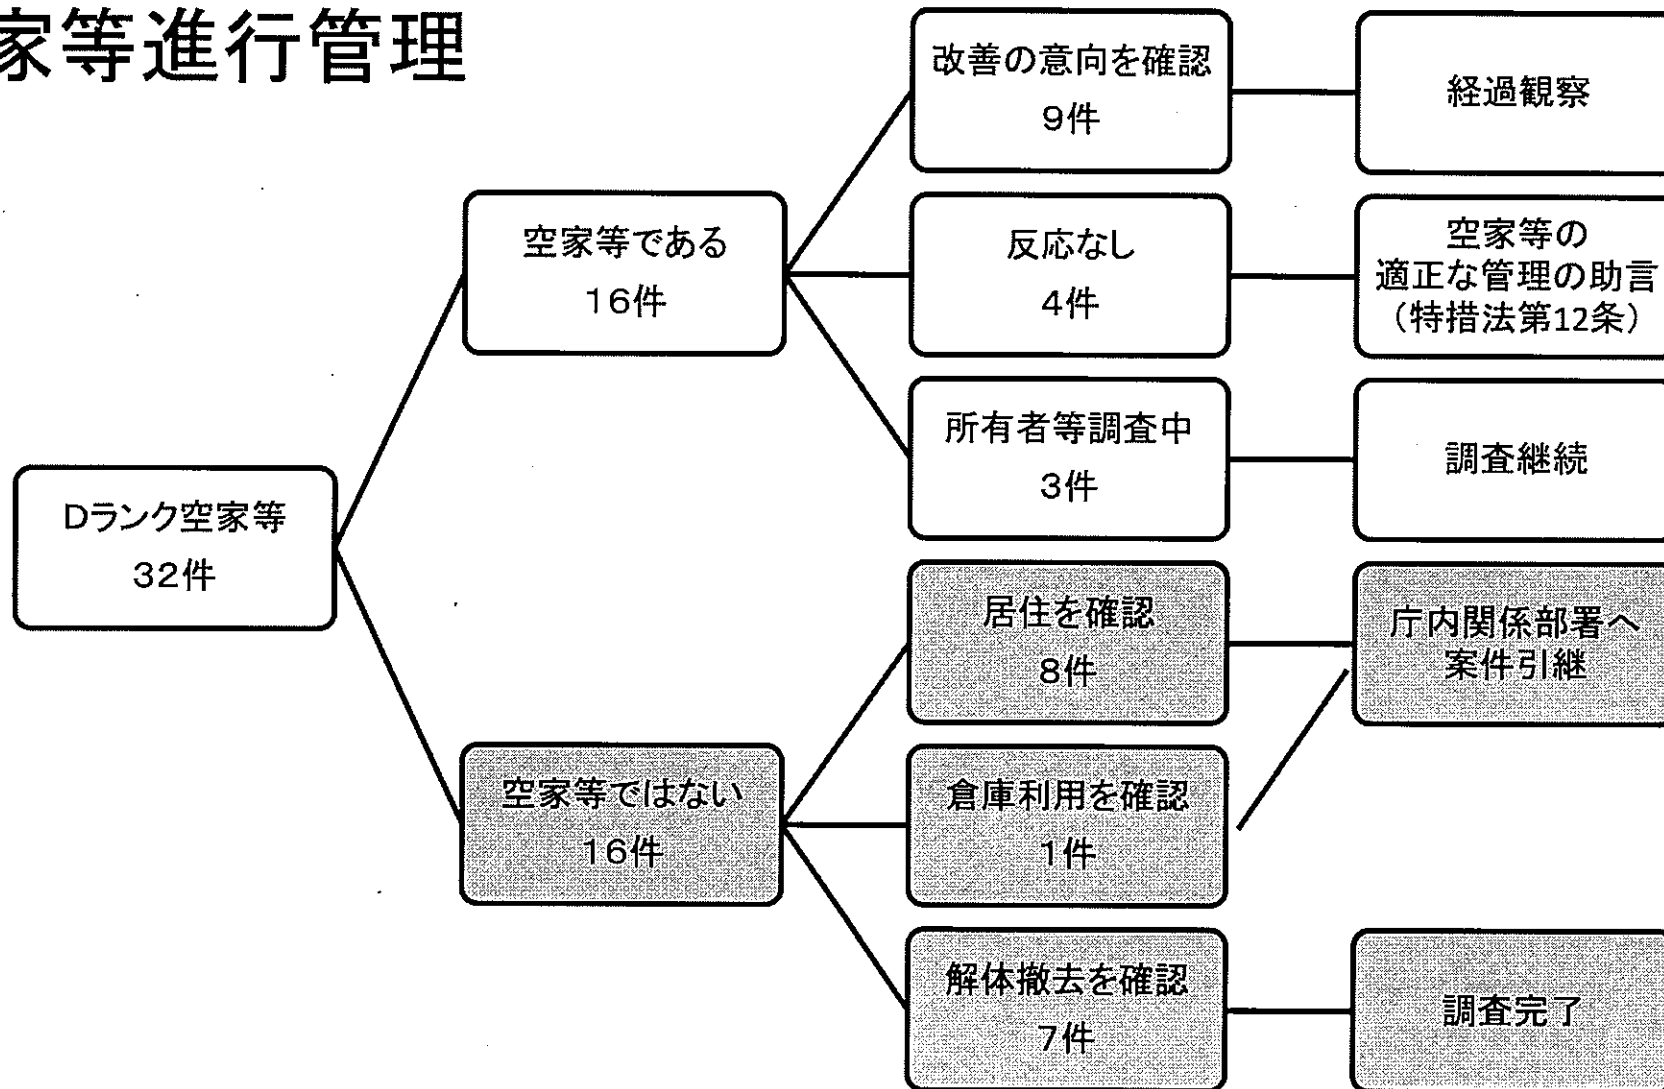 家等進行管理
Dランク空家等
32件
空家等である
16件
空家等ではない
16件
改善の意向を確認
9件
反応なし
4件
所有者等調査中
3件
居住を確認
8件
倉庫利用を確認
1件
解体撤去を確認
7件
経過観察
空家等の
適正な管理の助言
（特措法第12条）
調査継続
庁内関係部署へ
案件引継
調査完了